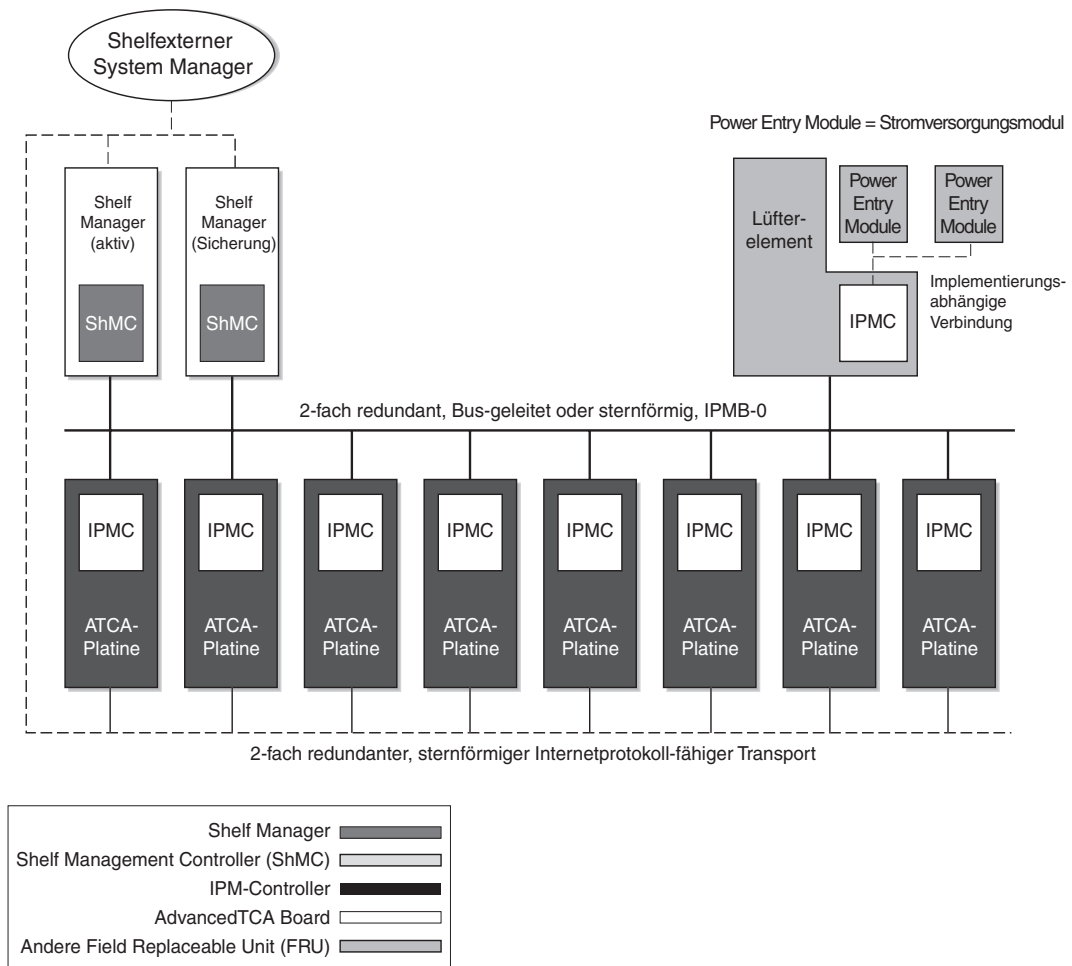 Shelfexterner
System Manager
Power Entry Module = Stromversorgungsmodul
Shelf
Manager
(aktiv)
ShMC
Shelf
Manager
(Sicherung)
ShMC
Lüfter-
element
Power
Entry
Module
Power
Entry
Module
IPMC
Implementierungs-
abhängige
Verbindung
2-fach redundant, Bus-geleitet oder sternförmig, IPMB-0
IPMC
ATCA-
Platine
IPMC
ATCA-
Platine
IPMC
ATCA-
Platine
IPMC
ATCA-
Platine
IPMC
ATCA-
Platine
IPMC
ATCA-
Platine
IPMC
ATCA-
Platine
IPMC
ATCA-
Platine
2-fach redundanter, sternförmiger Internetprotokoll-fähiger Transport
Shelf Manager
Shelf Management Controller (ShMC)
IPM-Controller
AdvancedTCA Board
Andere Field Replaceable Unit (FRU)